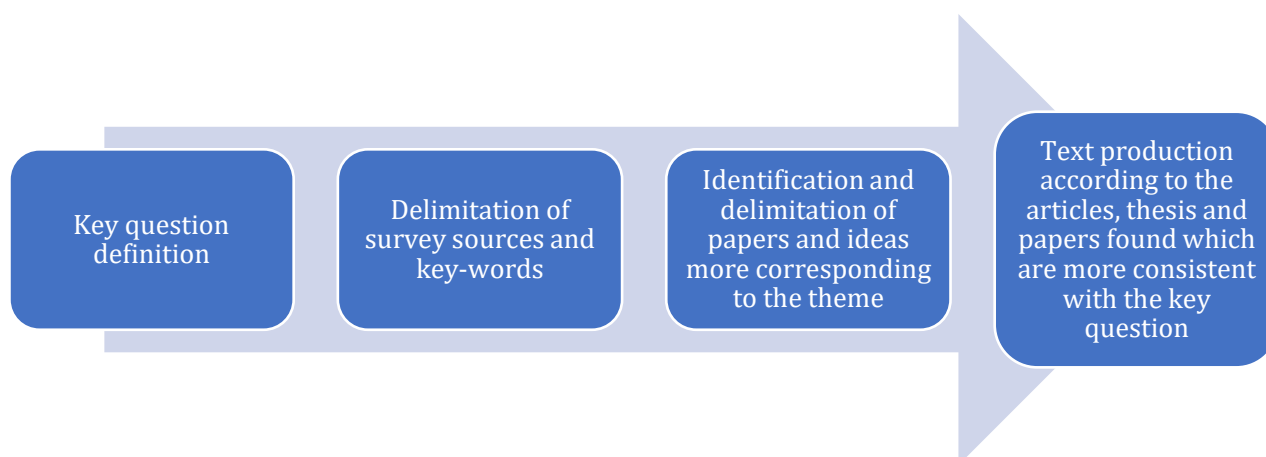 Key question
definition
Delimitation of
survey sources and
key-words
Identification and
delimitation of
papers and ideas
more corresponding
to the theme
Text production
according to the
articles, thesis and
papers found which
are more consistent
with the key
question